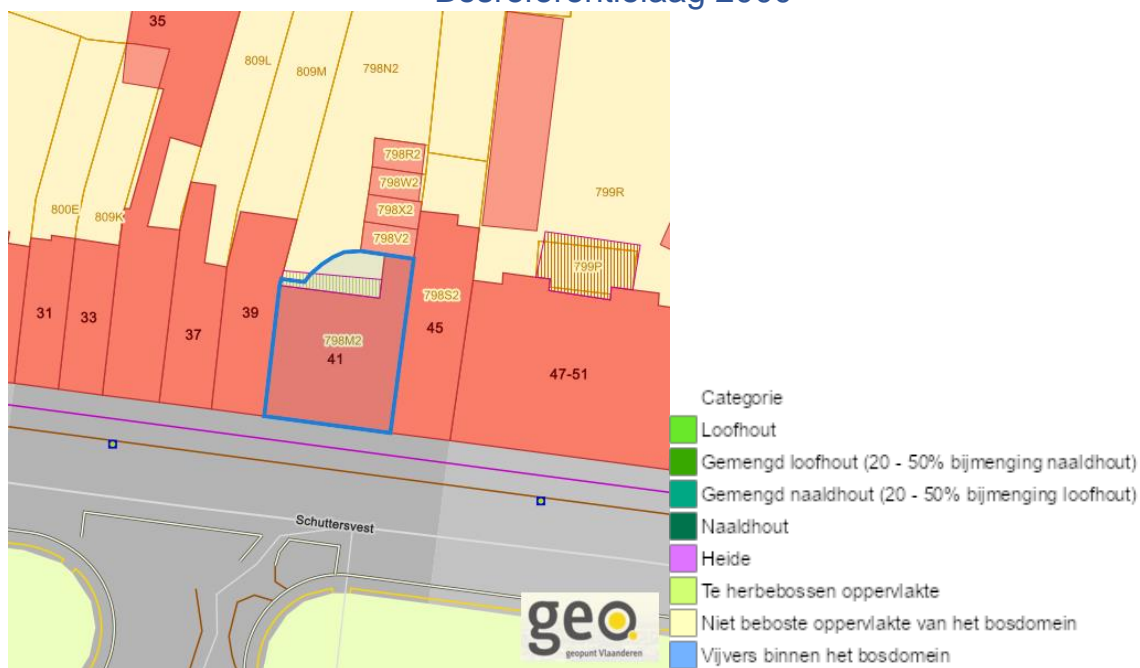 Bosreferentielaag 2000
35
809L
809M
798N2
798R2
798W2
799R
800E
809K
798X2
798V2
799P
798S2
31
33
37
39
798M2
41
45
47-51
Schuttersvest
geo
geopunt Vlaanderen
Categorie
Loofhout
Gemengd loofhout (20 - 50% bijmenging naaldhout)
Gemengd naaldhout (20 - 50% bijmenging loofhout)
Naaldhout
Heide
Te herbebossen oppervlakte
Niet beboste oppervlakte van het bosdomein
Vijvers binnen het bosdomein